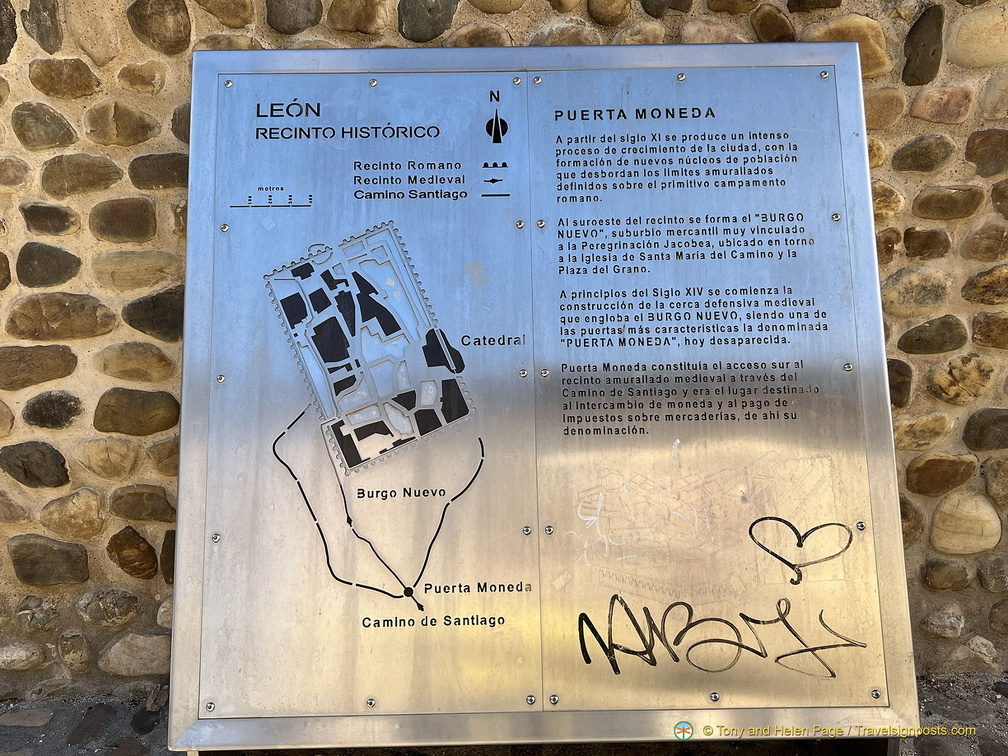 LEÓN
RECINTO HISTÓRICO
N
Recinto Romano
Recinto Medieval
Camino Santiago
metros
Catedral
Burgo Nuevo
Puerta Moneda
Camino de Santiago
PUERTA MONEDA
A partir del siglo XI se produce un intenso
proceso de crecimiento de la ciudad, con la
formación de nuevos núcleos de población
que desbordan los límites amurallados
definidos sobre el primitivo campamento
romano.
Al suroeste del recinto se forma el "BURGO
NUEVO", suburbio mercantil muy vinculado
a la Peregrinación Jacobea, ubicado en torno
a la Iglesia de Santa María del Camino y la
Plaza del Grano.
A principios del Siglo XIV se comienza la
construcción de la cerca defensiva medieval
que engloba el BURGO NUEVO, siendo una de
las puertas más características la denominada
"PUERTA MONEDA", hoy desaparecida.
Puerta Moneda constituía el acceso sur al
recinto amurallado medieval a través del
Camino de Santiago y era el lugar destinado
al intercambio de moneda y al pago de
impuestos sobre mercaderías, de ahí su
denominación.
© Tony and Helen Page / Travelsignposts.com